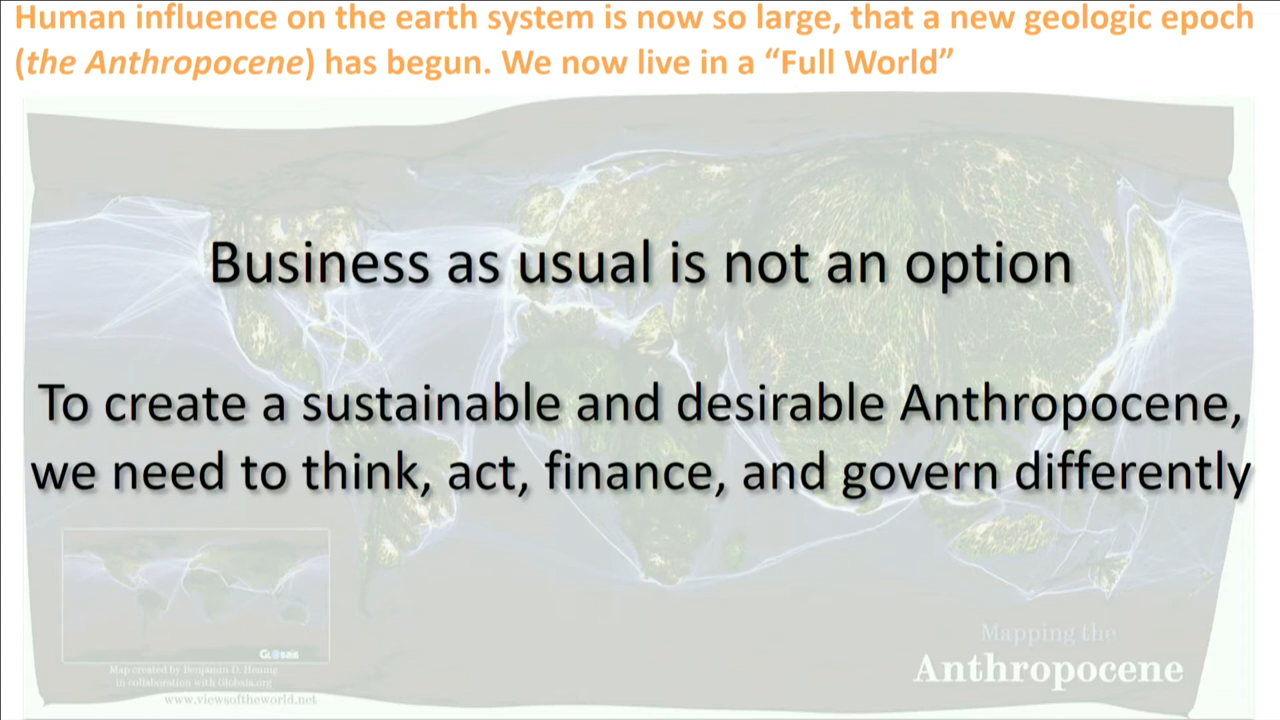 Human influence on the earth system is now so large, that a new geologic epoch
(the Anthropocene) has begun. We now live in a “Full World”
Business as usual is not an option
To create a sustainable and desirable Anthropocene,
we need to think, act, finance, and govern differently
GLOBAIA
Map created by Benjamin D. Hennig
in collaboration with Globaia.org
www.viewsoftheworld.net
Mapping the
Anthropocene